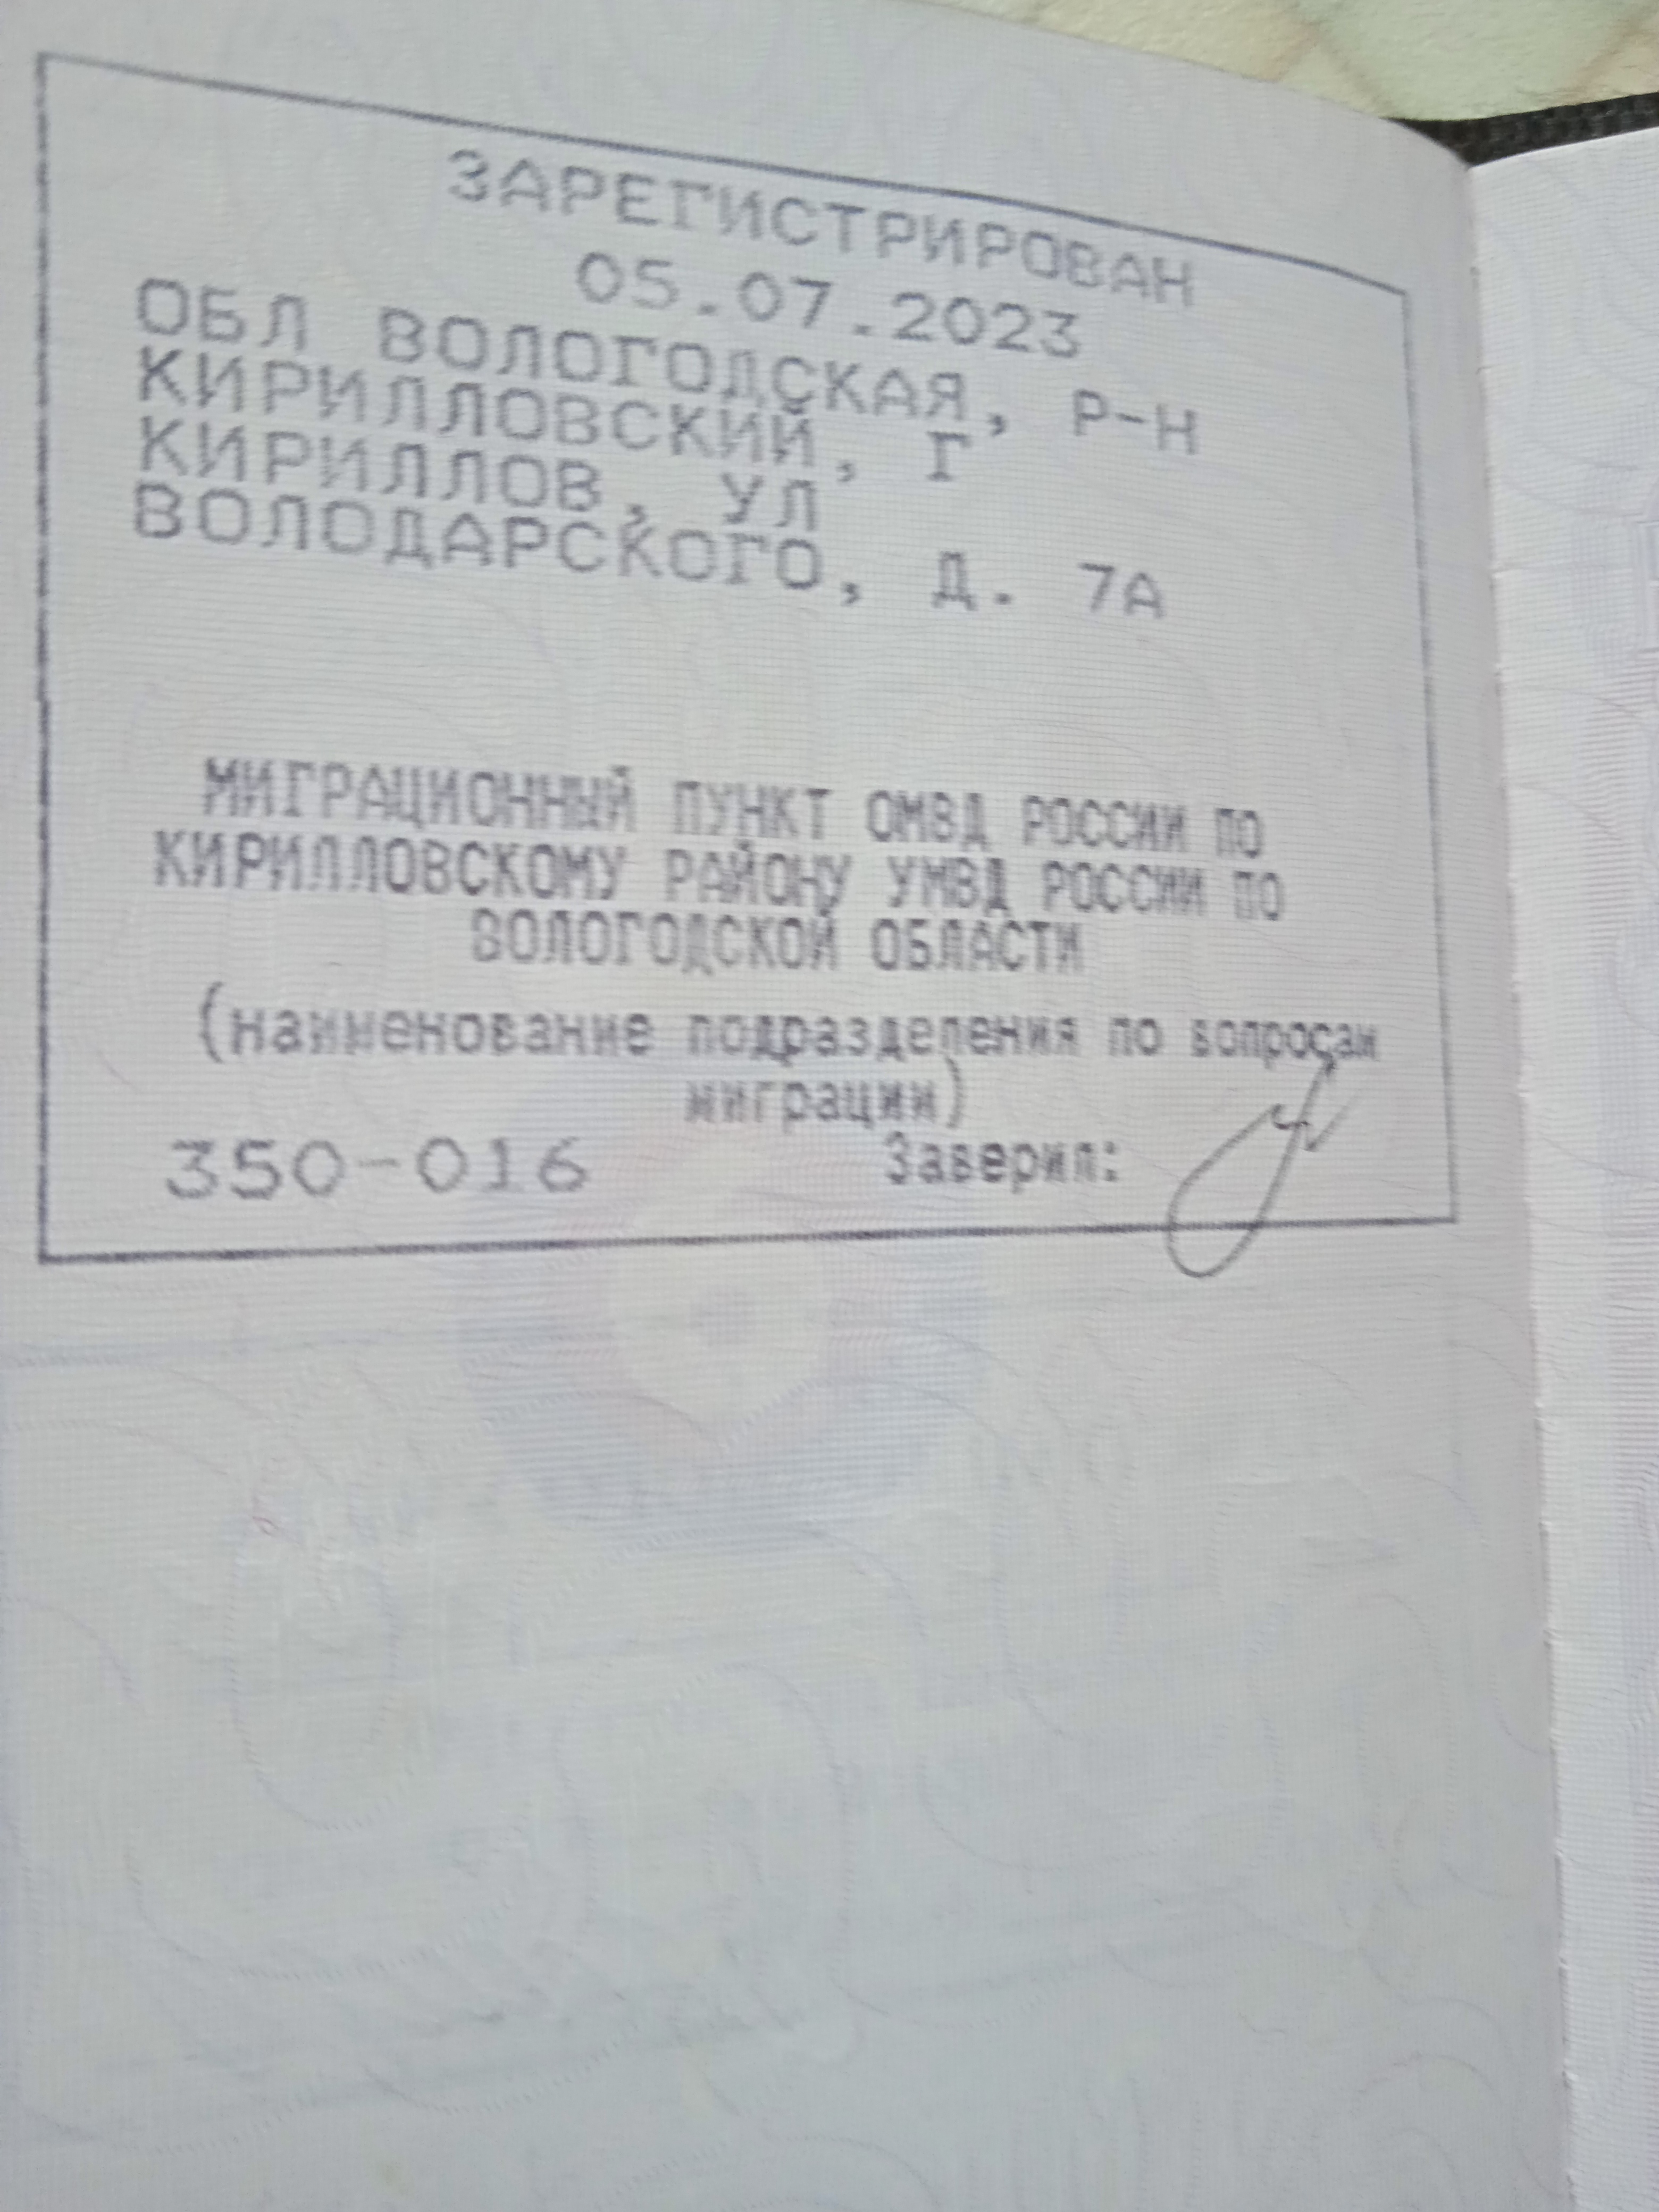 ЗАРЕГИСТРИРОВАН
05.07.2023
ОБЛ ВОЛОГОДСКАЯ, Р-Н
КИРИЛЛОВСКИЙ, Г
КИРИЛЛОВ, УЛ
ВОЛОДАРСКОГО, Д. 7А
МИГРАЦИОННЫЙ ПУНКТ ОМВД РОССИИ ПО
КИРИЛЛОВСКОМУ РАЙОНУ УМВД РОССИИ ПО
ВОЛОГОДСКОЙ ОБЛАСТИ
(наименование подразделения по вопросам
миграции)
350-016 Заверил: